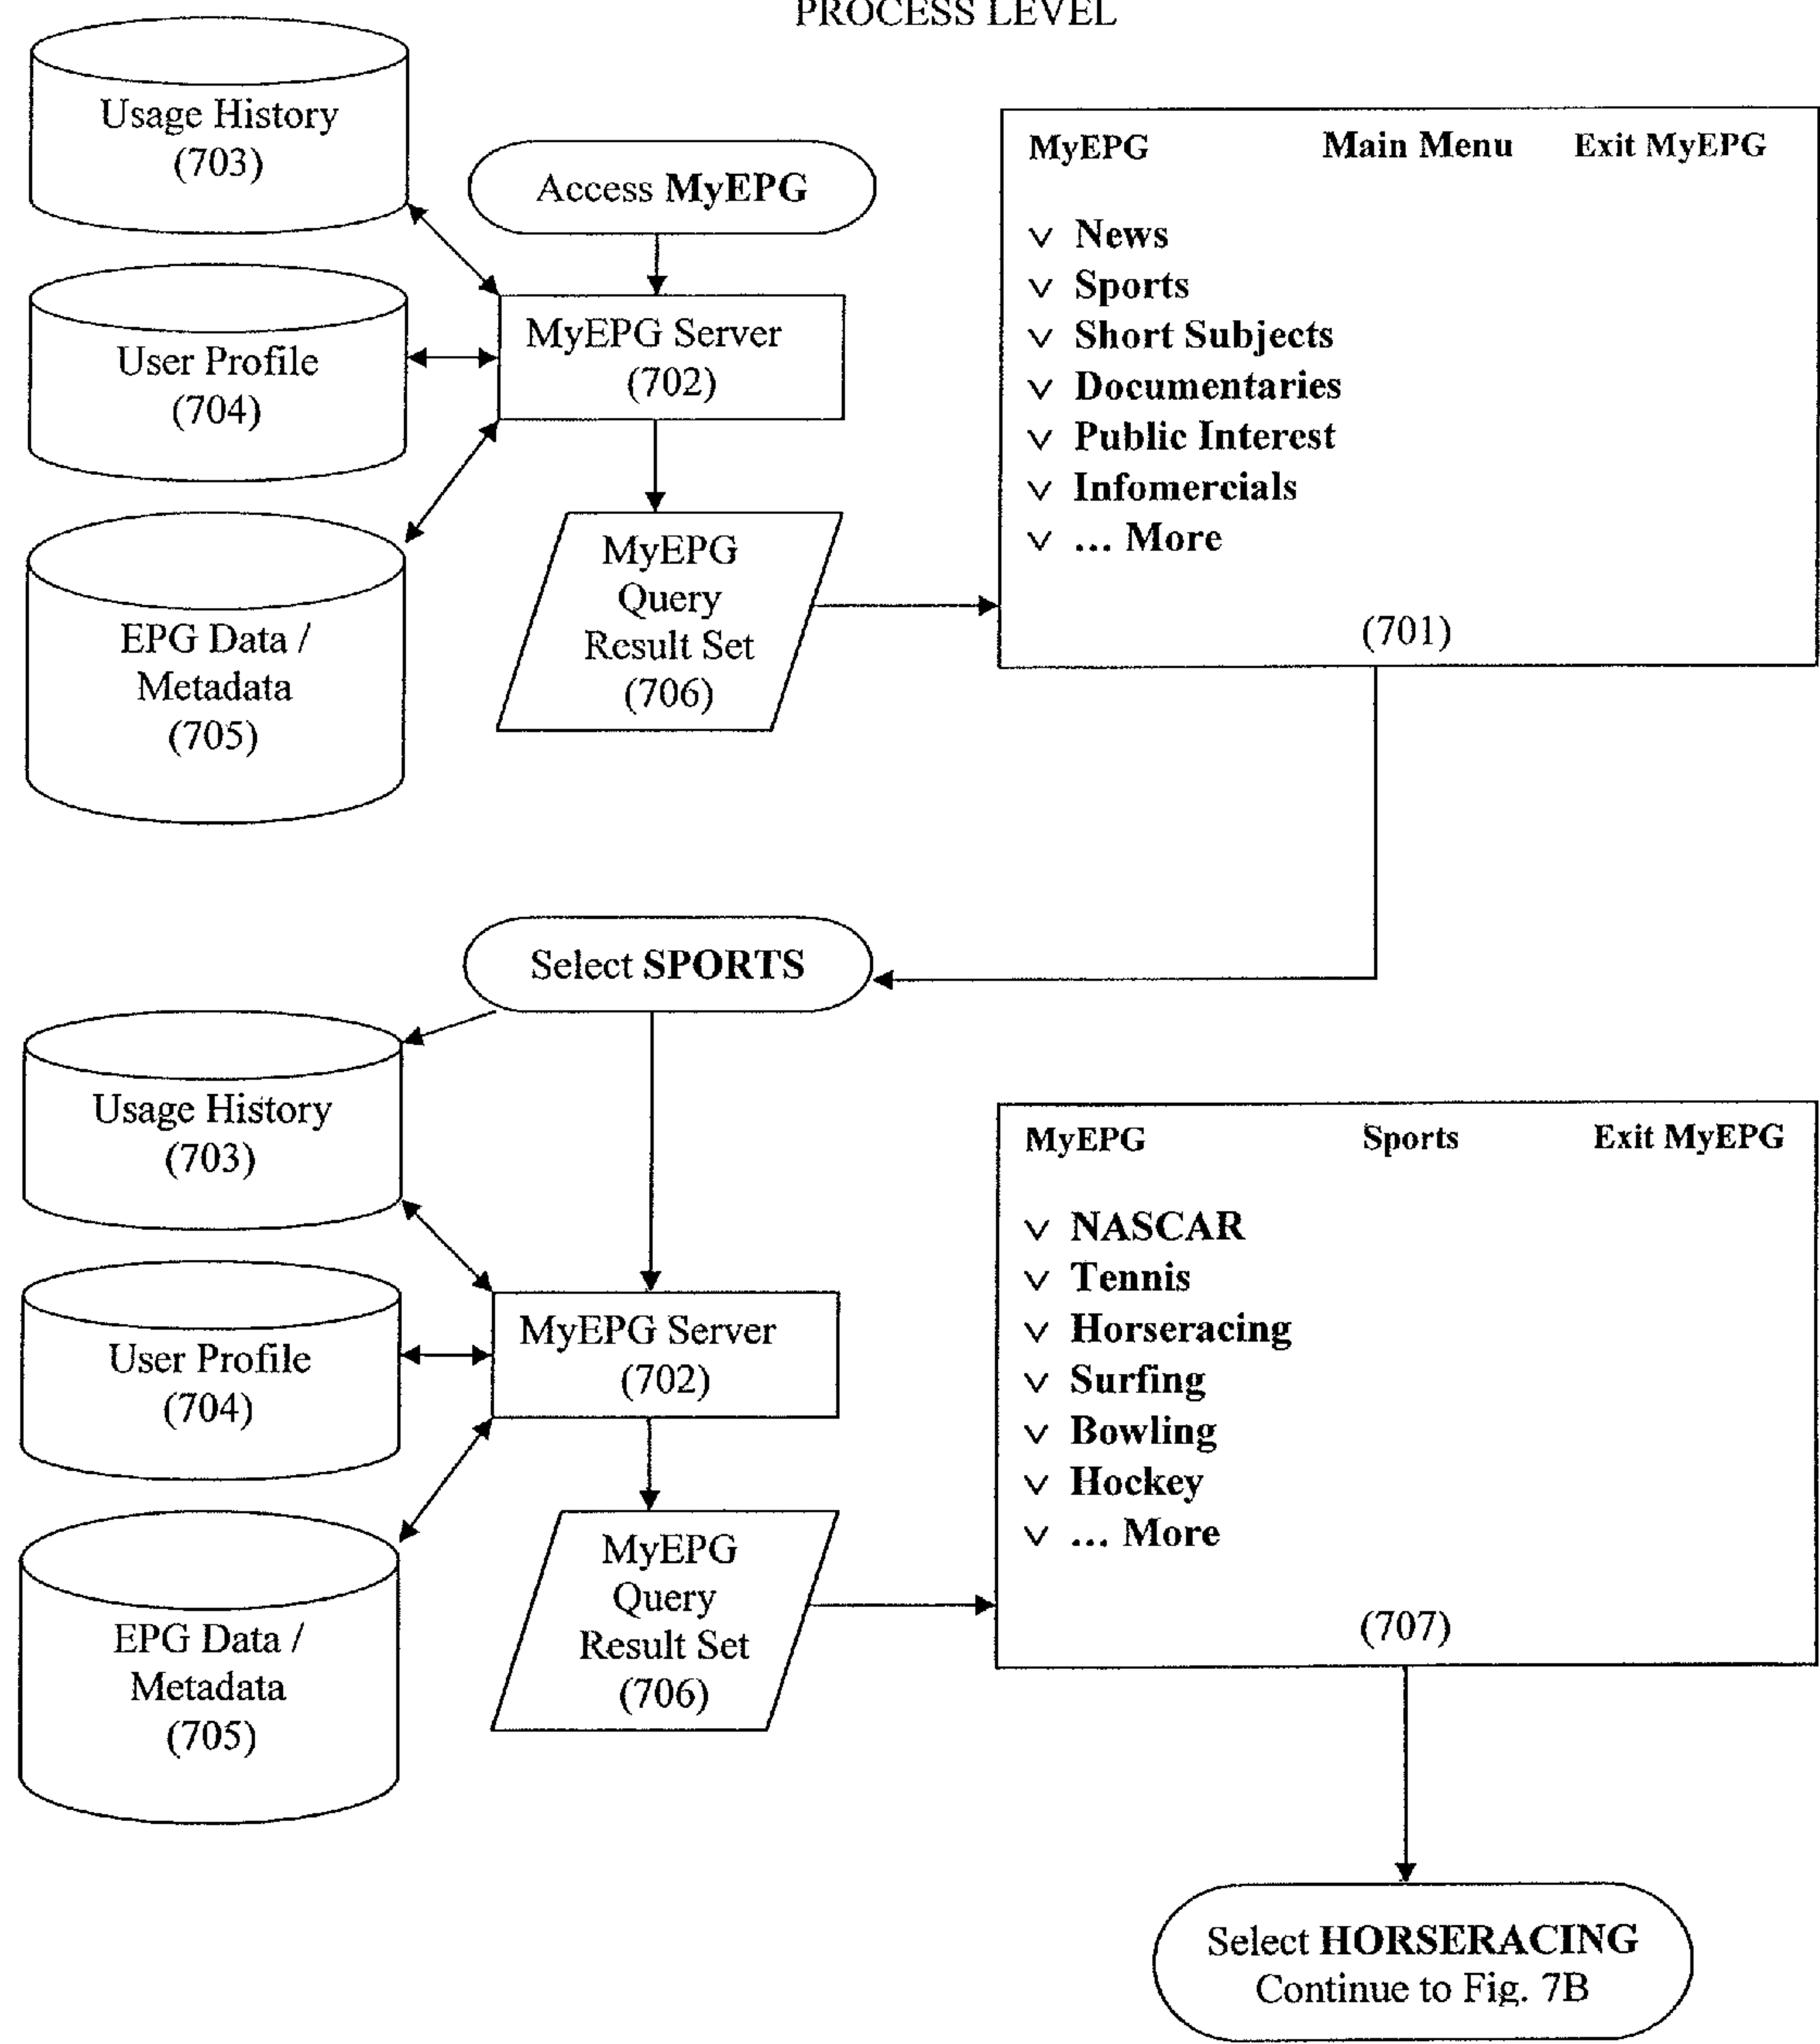 PROCESS LEVEL
Usage History
(703)
Access MyEPG
User Profile
(704)
MyEPG Server
(702)
EPG Data /
Metadata
(705)
MyEPG
Query
Result Set
(706)
MyEPG Main Menu Exit MyEPG
v News
v Sports
v Short Subjects
v Documentaries
v Public Interest
v Infomercials
v ... More
(701)
Select SPORTS
Usage History
(703)
User Profile
(704)
MyEPG Server
(702)
EPG Data /
Metadata
(705)
MyEPG
Query
Result Set
(706)
MyEPG Sports Exit MyEPG
v NASCAR
v Tennis
v Horseracing
v Surfing
v Bowling
v Hockey
v ... More
(707)
Select HORSERACING
Continue to Fig. 7B